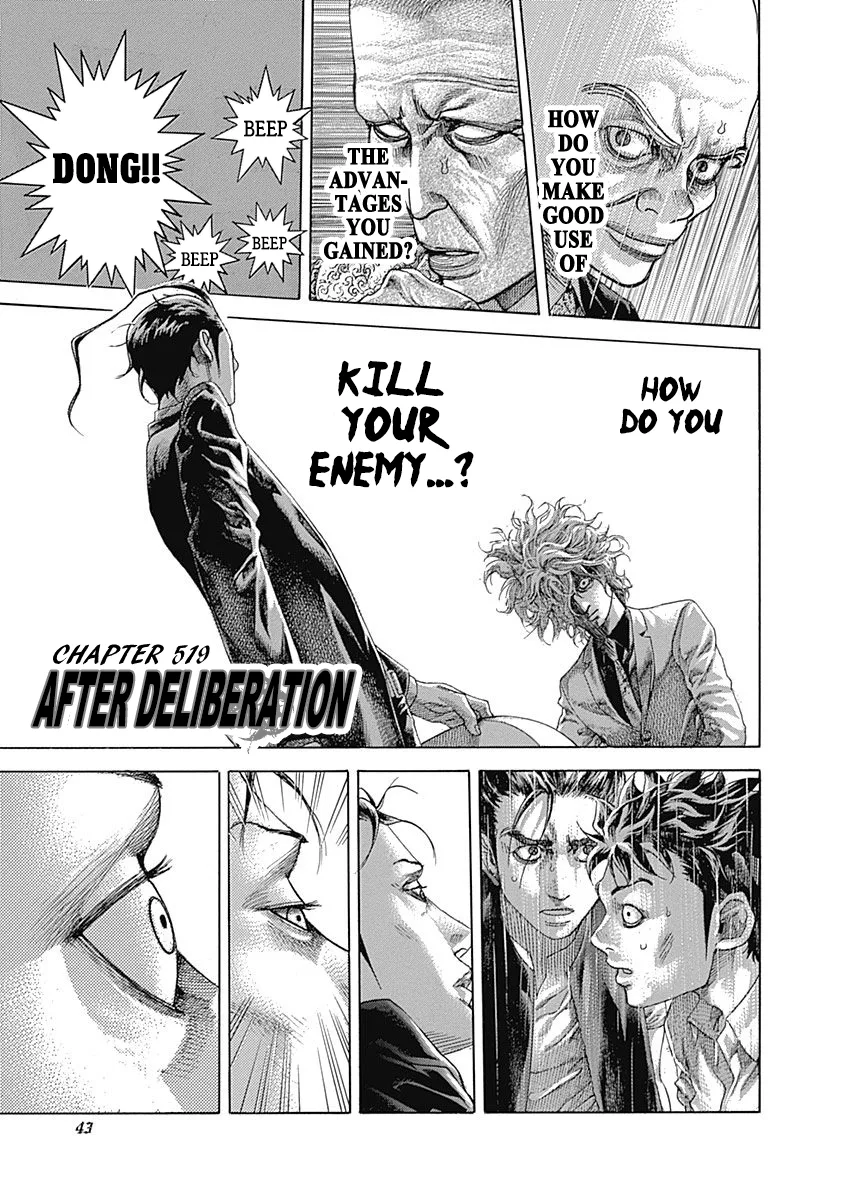 HOW
DO
YOU
MAKE
GOOD
USE
OF
THE
ADVAN-
TAGES
YOU
GAINED?
BEEP
DONG!!
BEEP
BEEP
HOW
DO YOU
KILL
YOUR
ENEMY...?
CHAPTER 519
AFTER DELIBERATION
43